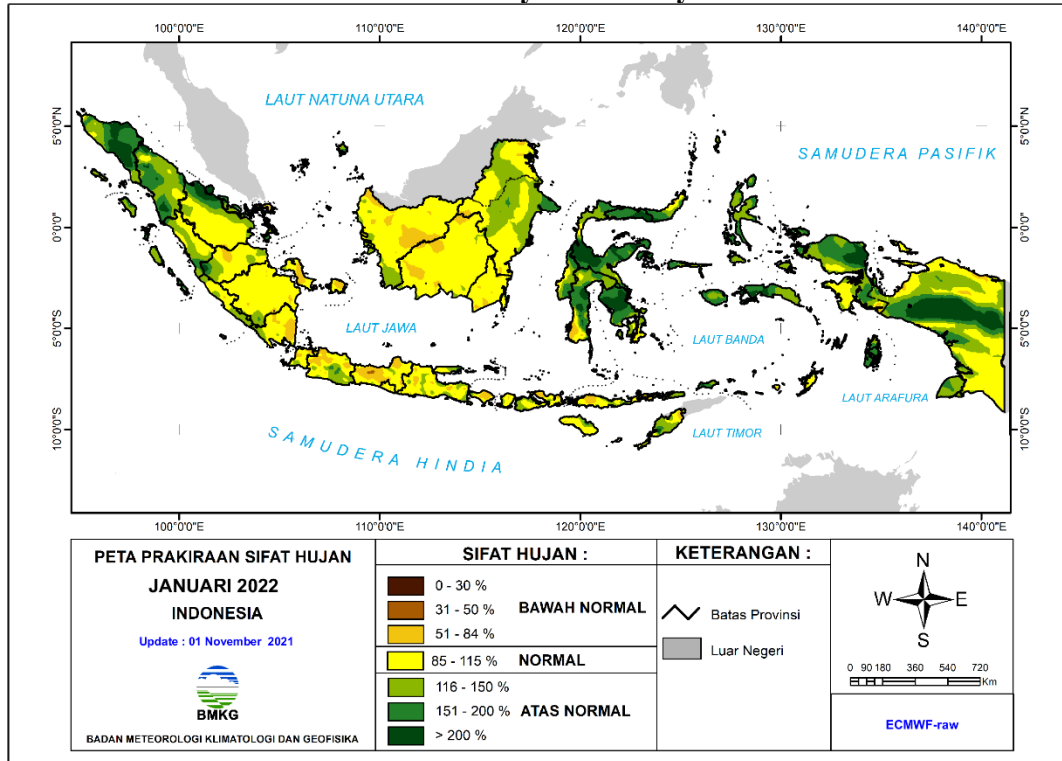 100°0'0"E 110°0'0"E 120°0'0"E 130°0'0"E 140°0'0"E
LAUT NATUNA UTARA
5°0'0"N 5°0'0"N
SAMUDERA PASIFIK
0°0'0" 0°0'0"
LAUT JAWA
5°0'0"S 5°0'0"S
LAUT BANDA
LAUT ARAFURA
10°0'0"S 10°0'0"S
LAUT TIMOR
SAMUDERA HINDIA
100°0'0"E 110°0'0"E 120°0'0"E 130°0'0"E 140°0'0"E
PETA PRAKIRAAN SIFAT HUJAN
JANUARI 2022
INDONESIA
Update : 01 November 2021
BMKG
BADAN METEOROLOGI KLIMATOLOGI DAN GEOFISIKA
SIFAT HUJAN :
0 - 30 %
31 - 50 % BAWAH NORMAL
51 - 84 %
85 - 115 % NORMAL
116 - 150 %
151 - 200 % ATAS NORMAL
> 200 %
KETERANGAN :
Batas Provinsi
Luar Negeri
N
W E
S
0 90 180 360 540 720
Km
ECMWF-raw